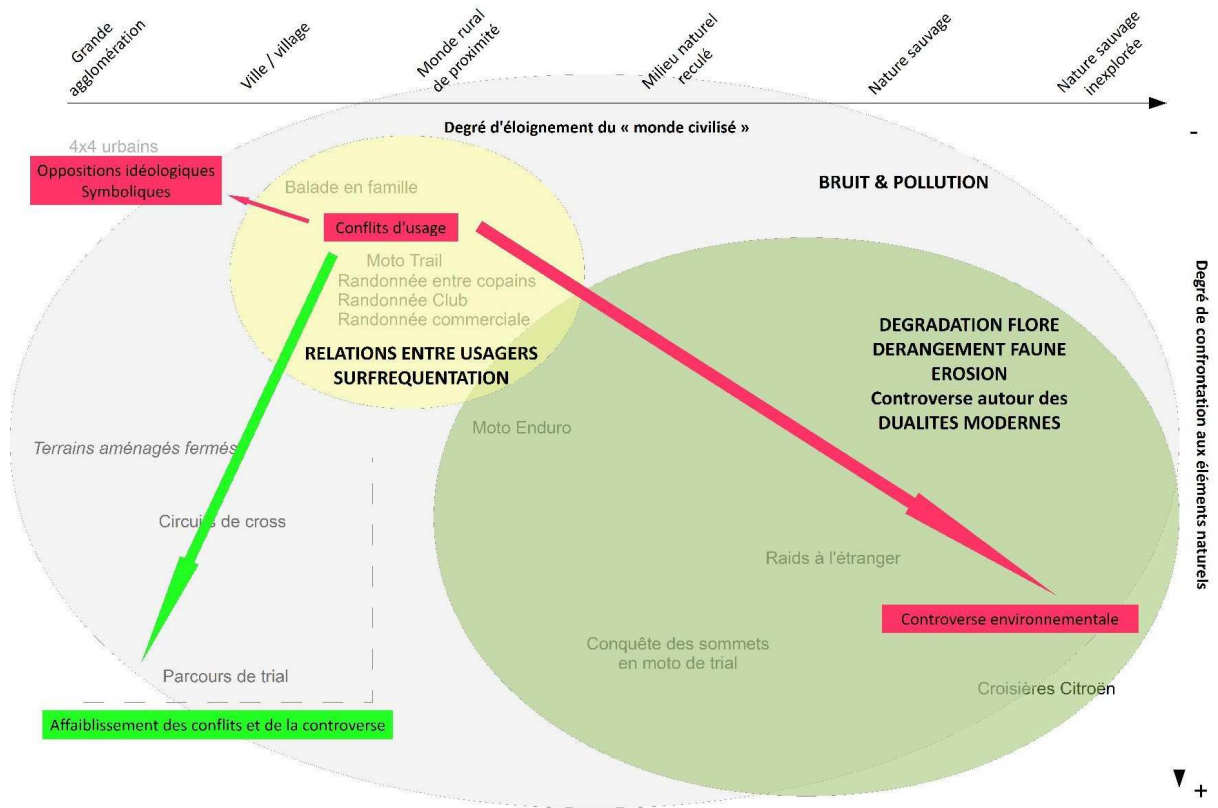 Grande
agglomération
Ville / village
Monde rural
de proximité
Milieu naturel
reculé
Nature sauvage
Nature sauvage
inexplorée
Degré d'éloignement du « monde civilisé »
-
4x4 urbains
Oppositions idéologiques
Symboliques
Balade en famille
BRUIT & POLLUTION
Conflits d'usage
Moto Trail
Randonnée entre copains
Randonnée Club
Randonnée commerciale
RELATIONS ENTRE USAGERS
SURFREQUENTATION
DEGRADATION FLORE
DERANGEMENT FAUNE
EROSION
Controverse autour des
DUALITES MODERNES
Degré de confrontation aux éléments naturels
Moto Enduro
Terrains aménagés fermés
Circuits de cross
Raids à l'étranger
Controverse environnementale
Conquête des sommets
en moto de trial
Parcours de trial
Croisières Citroën
Affaiblissement des conflits et de la controverse
+